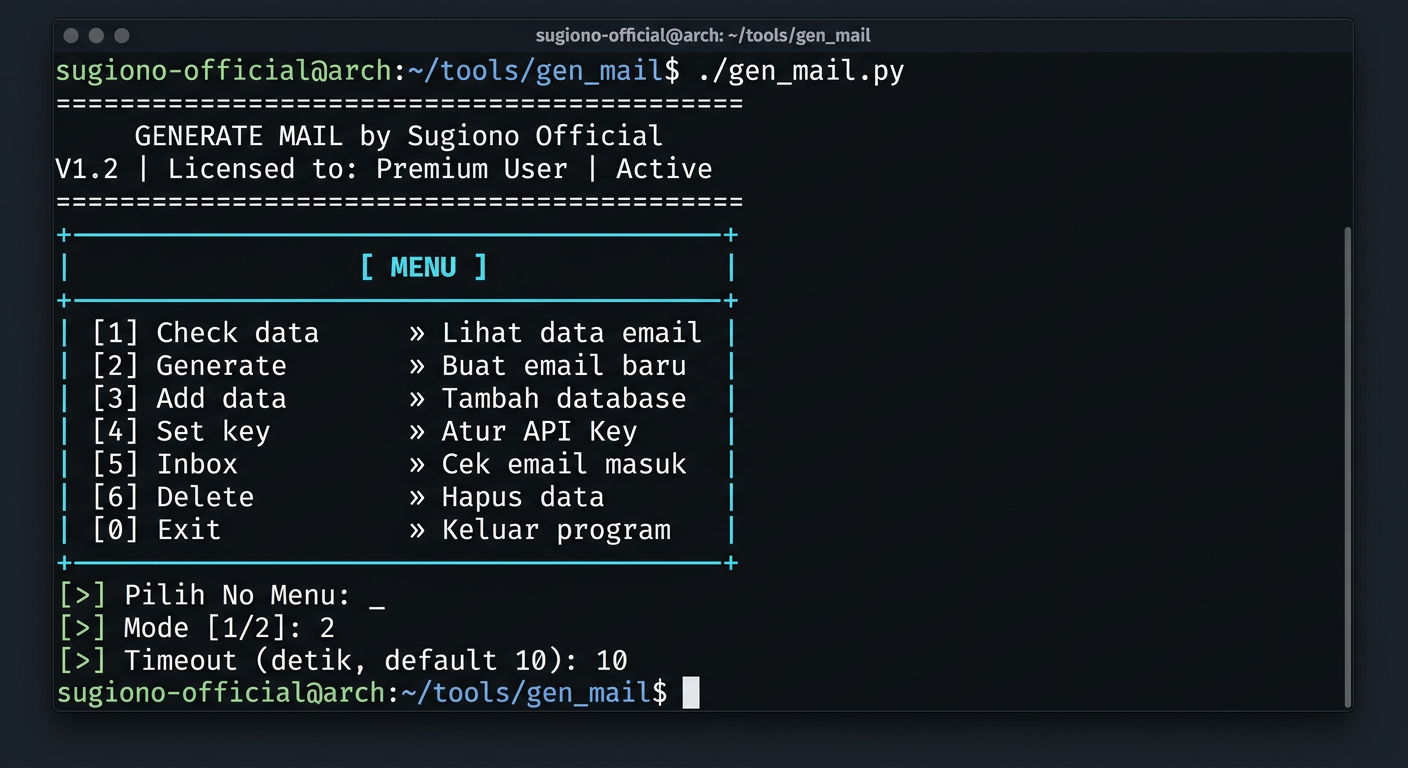 sugiono-official@arch: ~/tools/gen_mail
sugiono-official@arch:~/tools/gen_mail$ ./gen_mail.py
===========================================
GENERATE MAIL by Sugiono Official
V1.2 | Licensed to: Premium User | Active
===========================================
[ MENU ]
[1] Check data » Lihat data email
[2] Generate » Buat email baru
[3] Add data » Tambah database
[4] Set key » Atur API Key
[5] Inbox » Cek email masuk
[6] Delete » Hapus data
[0] Exit » Keluar program
[>] Pilih No Menu: _
[>] Mode [1/2]: 2
[>] Timeout (detik, default 10): 10
sugiono-official@arch:~/tools/gen_mail$